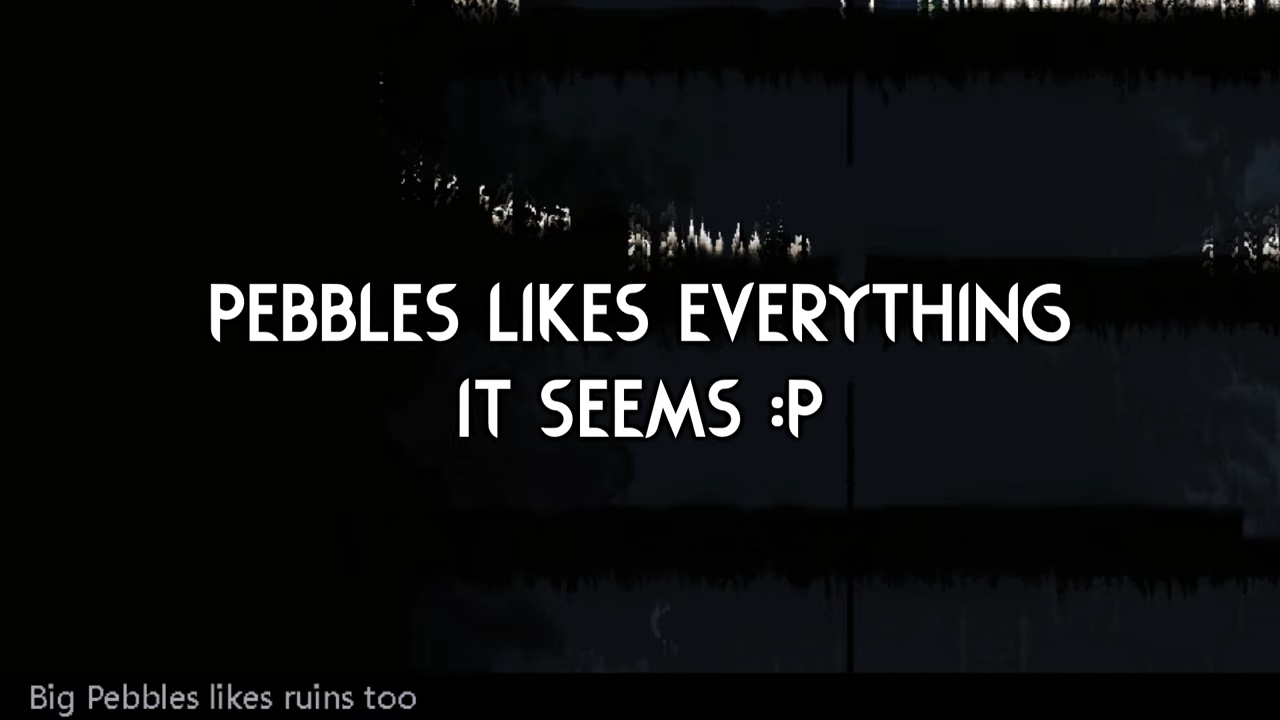 PEBBLES LIKES EVERYTHING
IT SEEMS :P
Big Pebbles likes ruins too